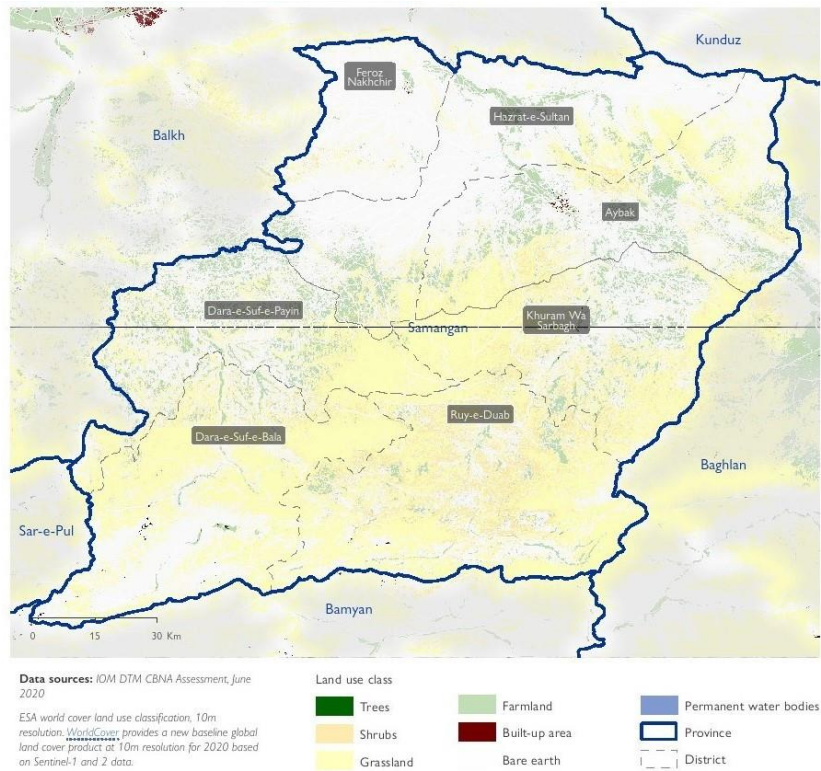 Kunduz
Feroz
Nakhchir
Hazrat-e-Sultan
Balkh
Aybak
Dara-e-Suf-e-Payin
Khuram Wa
Sarbagh
Samangan
Ruy-e-Duab
Dara-e-Suf-e-Bala
Baghlan
Sar-e-Pul
Bamyan
0 15 30 Km
Data sources: IOM DTM CBNA Assessment, June
2020
ESA world cover land use classification, 10m
resolution. WorldCover provides a new baseline global
land cover product at 10m resolution for 2020 based
on Sentinel-1 and 2 data.
Land use class
Trees
Shrubs
Grassland
Farmland
Built-up area
Bare earth
Permanent water bodies
Province
District